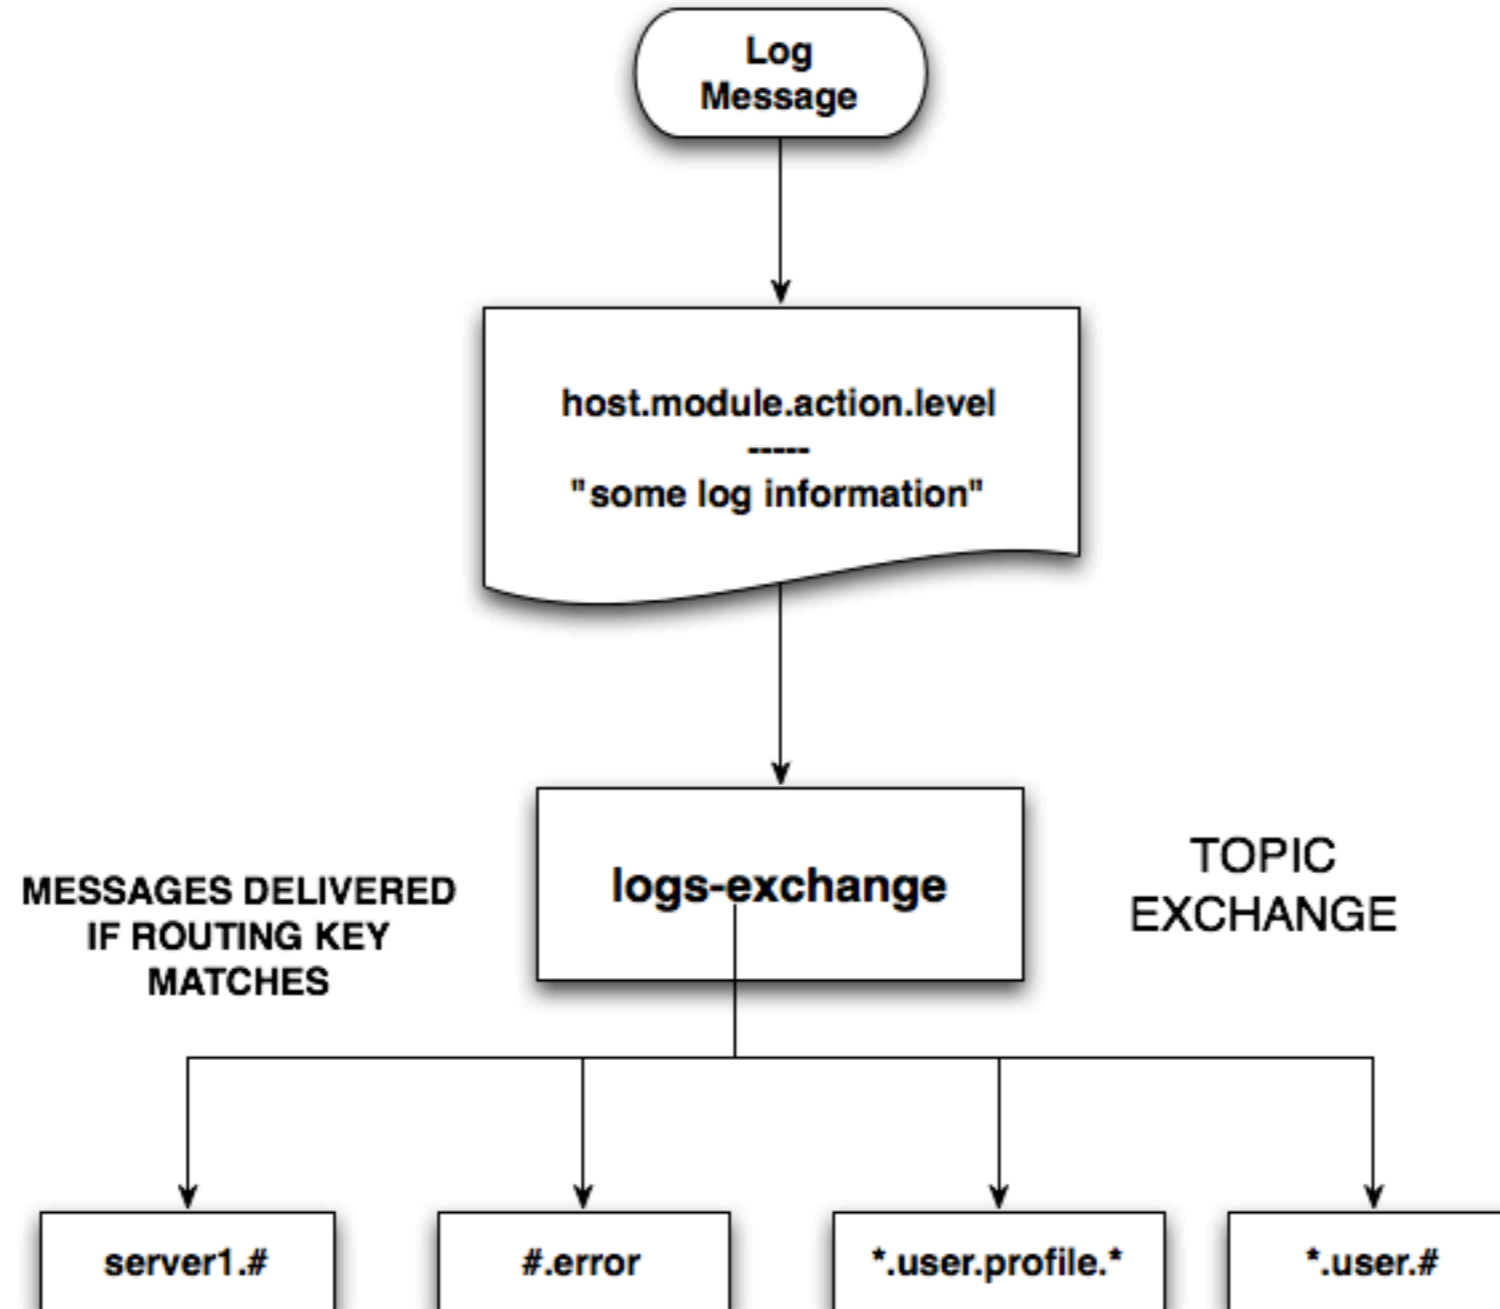 Log
Message
host.module.action.level
-----
"some log information"
logs-exchange
TOPIC
EXCHANGE
MESSAGES DELIVERED
IF ROUTING KEY
MATCHES
server1.#
#.error
*.user.profile.*
*.user.#